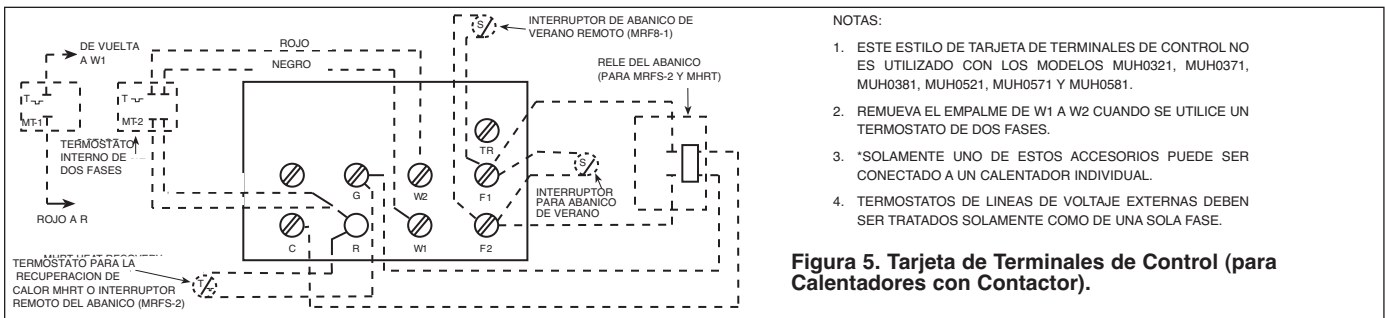 DE VUELTA
A W1
ROJO
NEGRO
INTERRUPTOR DE ABANICO DE
VERANO REMOTO (MRF8-1)
S
RELE DEL ABANICO
(PARA MRFS-2 Y MHRT)
T
MT-1
T
MT-2
TERMOSTATO
INTERNO DE
DOS FASES
ROJO A R
TR
G
W2
F1
C
R
W1
F2
S
INTERRUPTOR
PARA ABANICO
DE VERANO
TERMOSTATO PARA LA
RECUPERACION DE
CALOR MHRT O INTERRUPTOR
REMOTO DEL ABANICO (MRFS-2)
T
NOTAS:
1. ESTE ESTILO DE TARJETA DE TERMINALES DE CONTROL NO
ES UTILIZADO CON LOS MODELOS MUH0321, MUH0371,
MUH0381, MUH0521, MUH0571 Y MUH0581.
2. REMUEVA EL EMPALME DE W1 A W2 CUANDO SE UTILICE UN
TERMOSTATO DE DOS FASES.
3. *SOLAMENTE UNO DE ESTOS ACCESORIOS PUEDE SER
CONECTADO A UN CALENTADOR INDIVIDUAL.
4. TERMOSTATOS DE LINEAS DE VOLTAJE EXTERNAS DEBEN
SER TRATADOS SOLAMENTE COMO DE UNA SOLA FASE.
Figura 5. Tarjeta de Terminales de Control (para
Calentadores con Contactor).